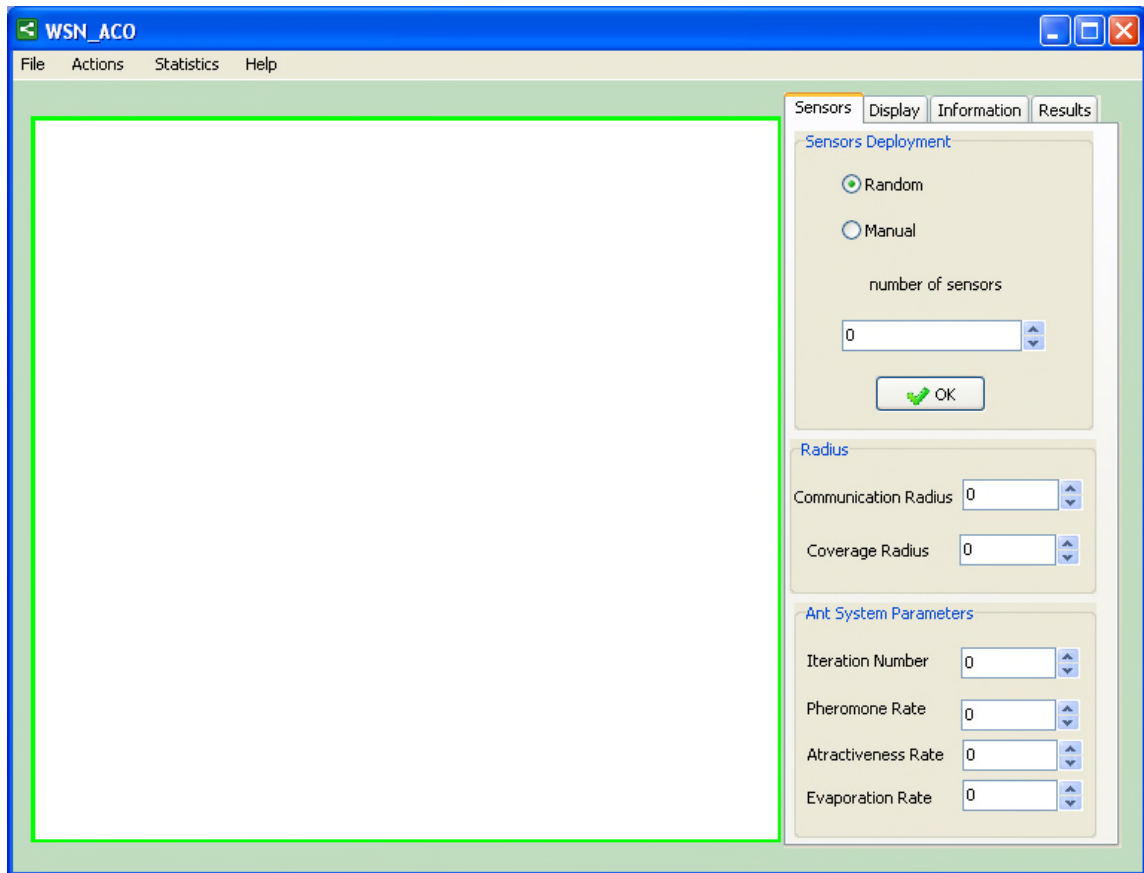 WSN_ACO
File Actions Statistics Help
Sensors Display Information Results
Sensors Deployment
Random
Manual
number of sensors
0
OK
Radius
Communication Radius 0
Coverage Radius 0
Ant System Parameters
Iteration Number 0
Pheromone Rate 0
Atractiveness Rate 0
Evaporation Rate 0